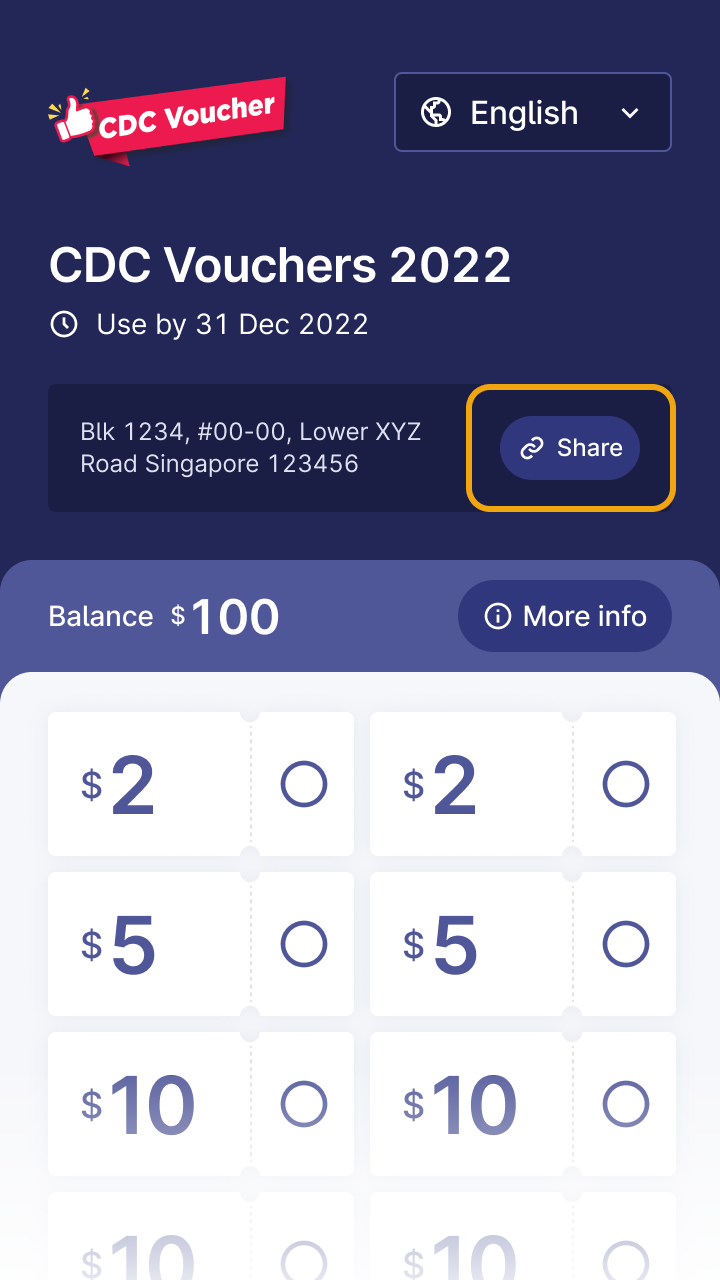 CDC Voucher
English
CDC Vouchers 2022
Use by 31 Dec 2022
Blk 1234, #00-00, Lower XYZ
Road Singapore 123456
Share
Balance $100
More info
$2 $2
$5 $5
$10 $10
$10 $10